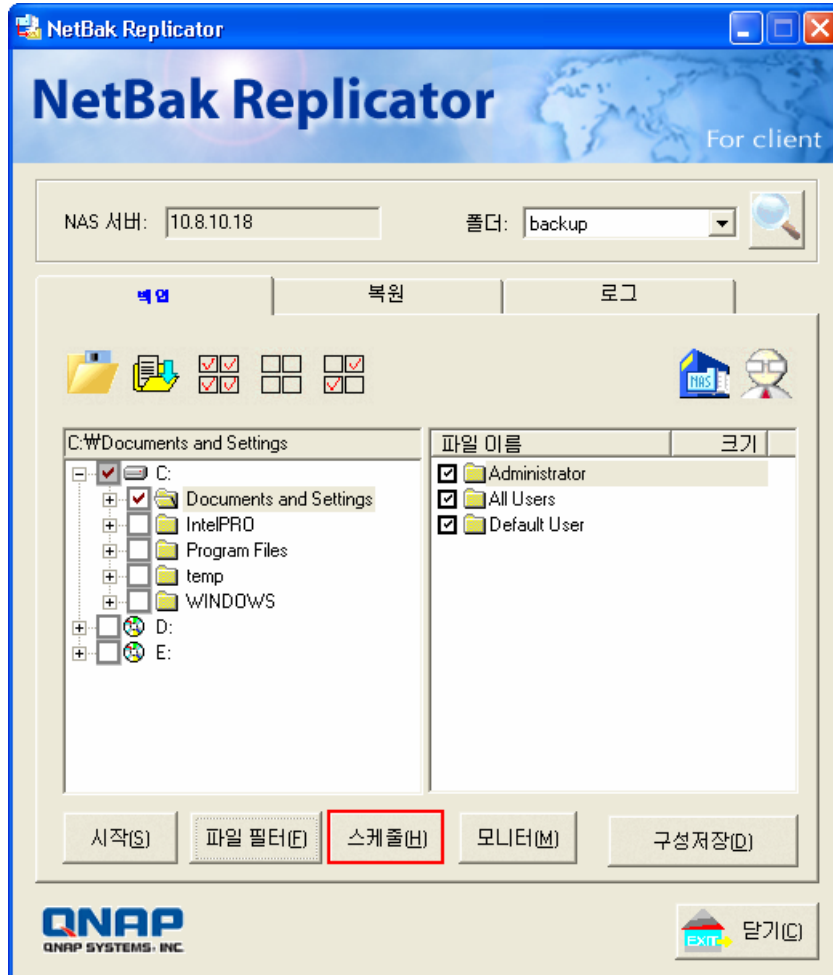 NetBak Replicator
NetBak Replicator
For client
NAS 서버: 10.8.10.18 폴더: backup
백업 복원 로그
NAS
C:₩Documents and Settings
C:
Documents and Settings
IntelPRO
Program Files
temp
WINDOWS
D:
E:
파일 이름 크기
Administrator
All Users
Default User
시작(S) 파일 필터(F) 스케줄(H) 모니터(M) 구성저장(D)
QNAP
QNAP SYSTEMS, INC.
EXIT 닫기(C)